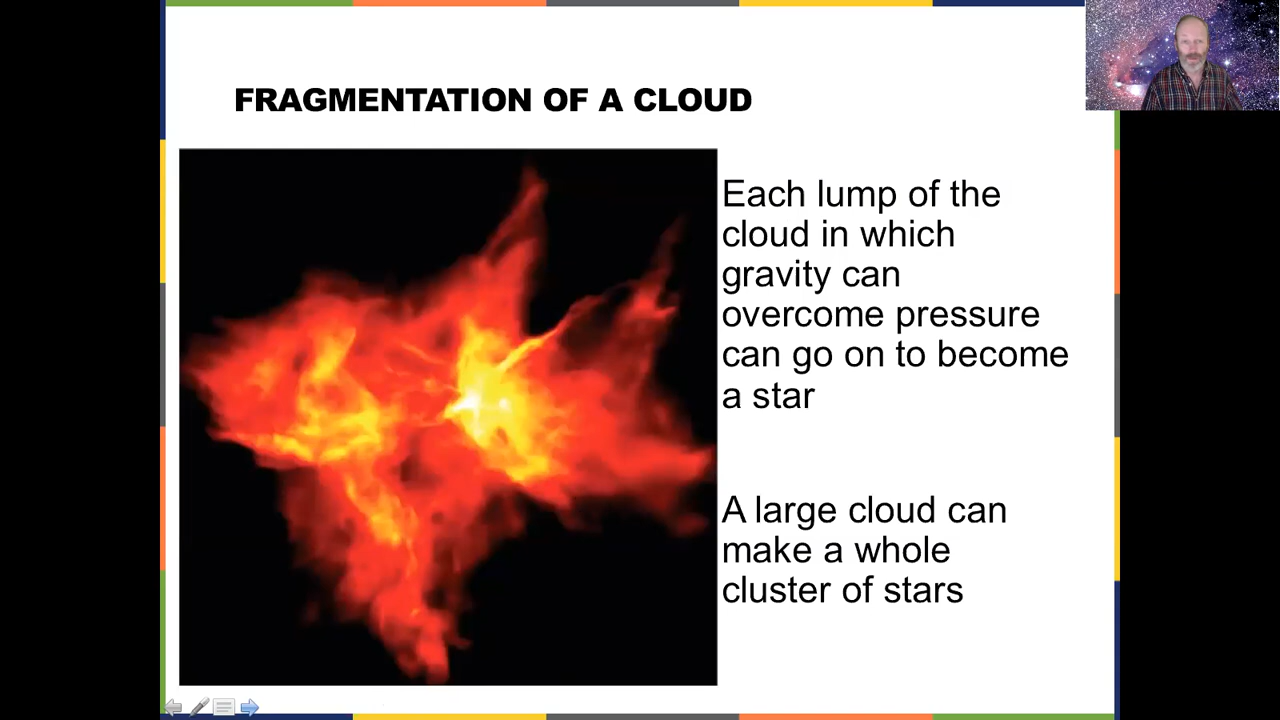 FRAGMENTATION OF A CLOUD
Each lump of the
cloud in which
gravity can
overcome pressure
can go on to become
a star
A large cloud can
make a whole
cluster of stars